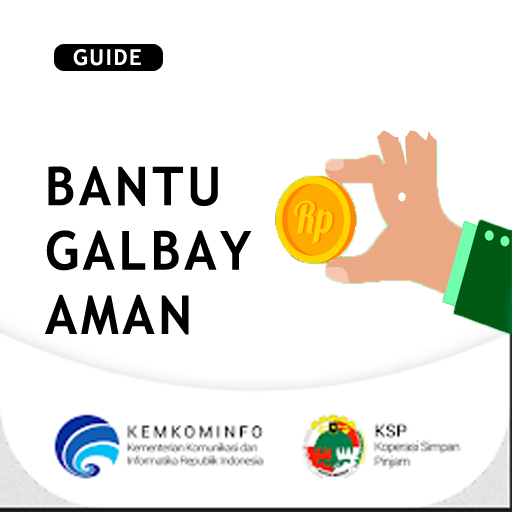 GUIDE
BANTU
GALBAY
AMAN
Rp
KEMKOMINFO
Kementerian Komunikasi dan
Informatika Republik Indonesia
KSP
Koperasi Simpan
Pinjam